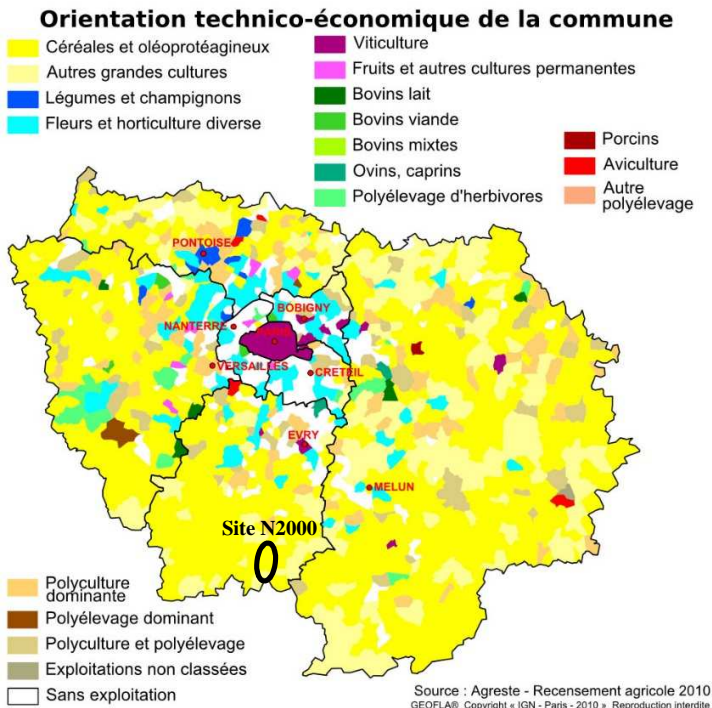 Orientation technico-économique de la commune
Céréales et oléoprotéagineux
Autres grandes cultures
Légumes et champignons
Fleurs et horticulture diverse
Viticulture
Fruits et autres cultures permanentes
Bovins lait
Bovins viande
Bovins mixtes
Ovins, caprins
Polyélevage d'herbivores
Porcins
Aviculture
Autre
polyélevage
PONTOISE
BOBIGNY
NANTERRE
VERSAILLES
CRETEIL
EVRY
MELUN
Site N2000
Polyculture
dominante
Polyélevage dominant
Polyculture et polyélevage
Exploitations non classées
Sans exploitation
Source : Agreste - Recensement agricole 2010
GEOFLA® Copyright « IGN - Paris - 2010 » Reproduction interdite